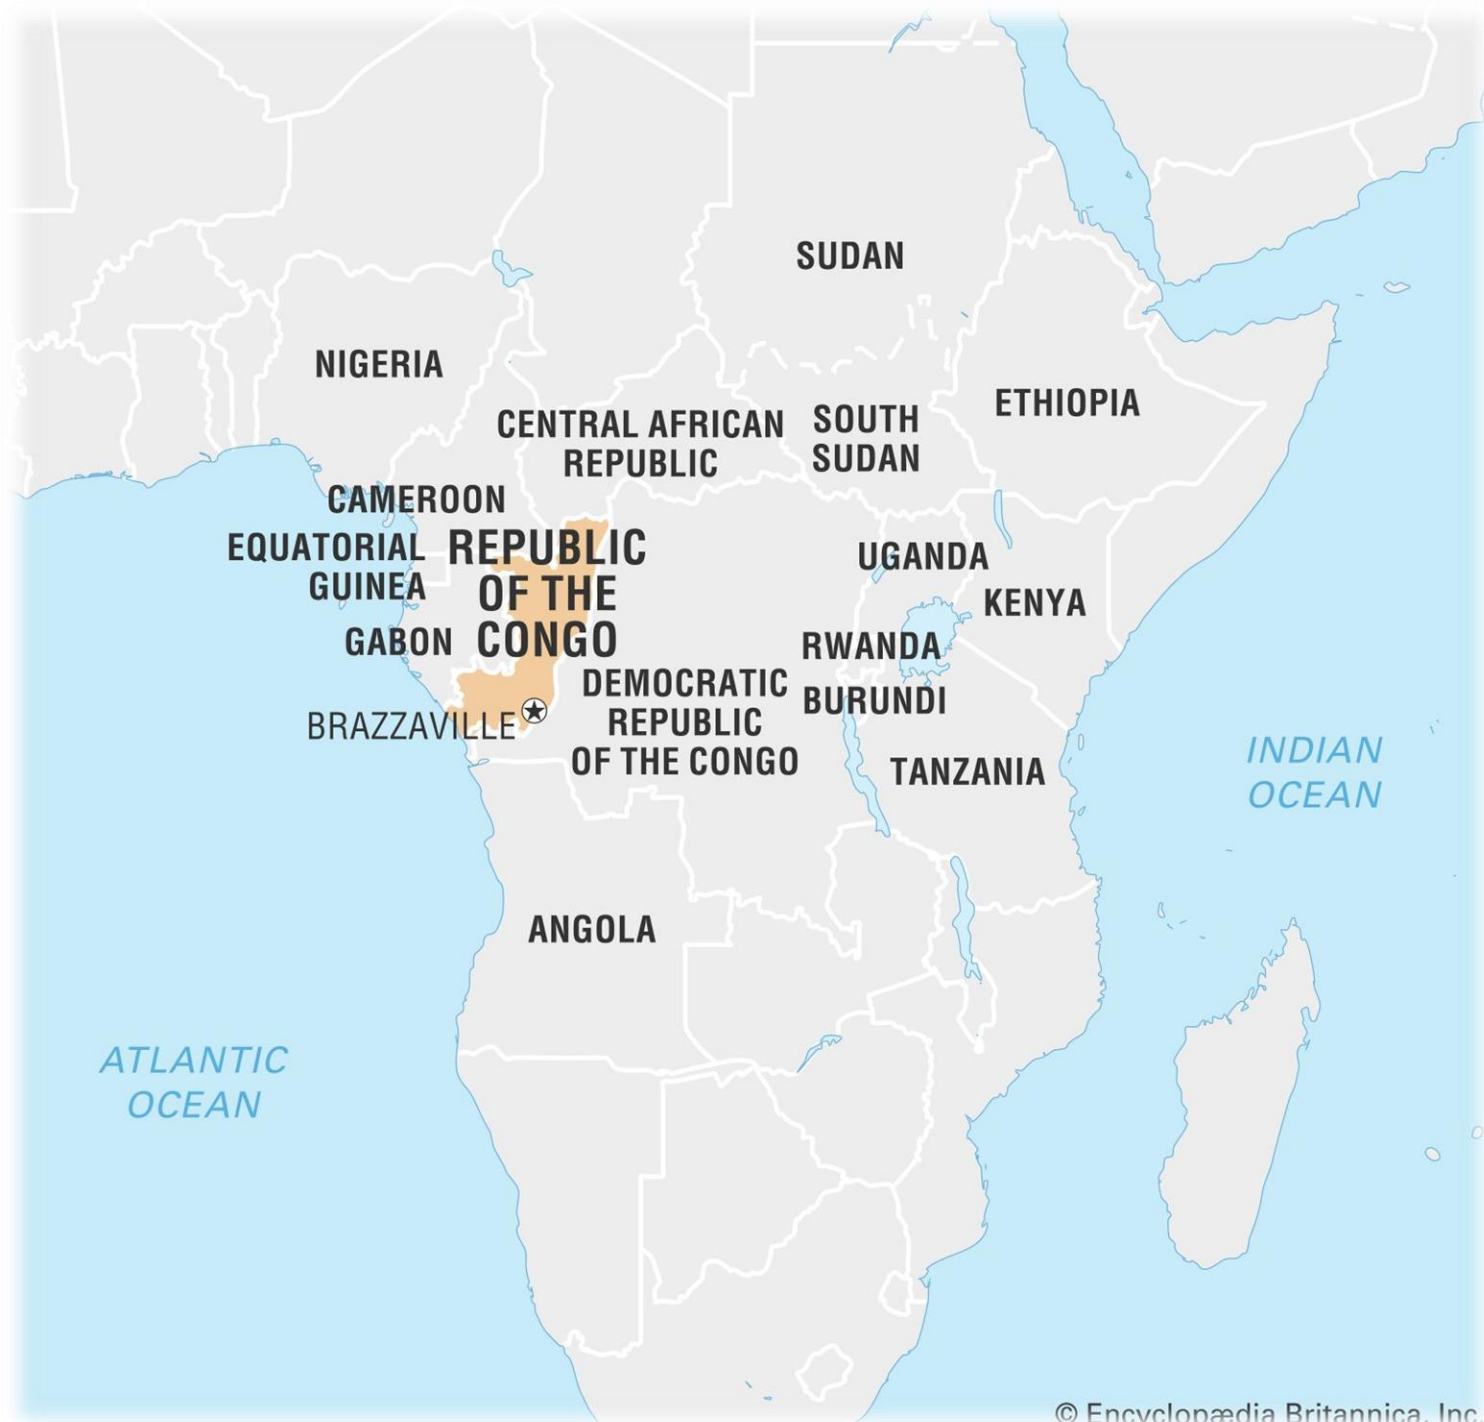 SUDAN
NIGERIA
ETHIOPIA
CENTRAL AFRICAN
REPUBLIC
SOUTH
SUDAN
CAMEROON
EQUATORIAL
GUINEA
REPUBLIC
OF THE
CONGO
UGANDA
KENYA
GABON
RWANDA
DEMOCRATIC
REPUBLIC
OF THE CONGO
BURUNDI
BRAZZAVILLE
TANZANIA
INDIAN
OCEAN
ANGOLA
ATLANTIC
OCEAN
© Encyclopædia Britannica, Inc